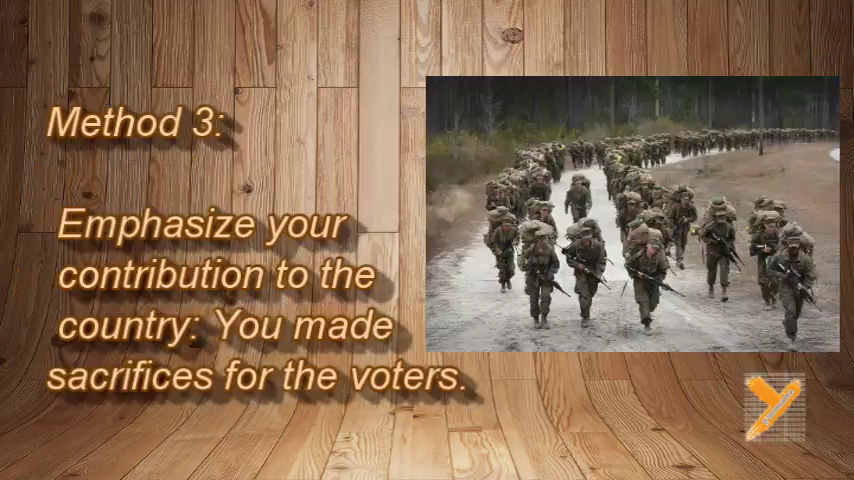 Method 3:
Emphasize your
contribution to the
country: You made
sacrifices for the voters.